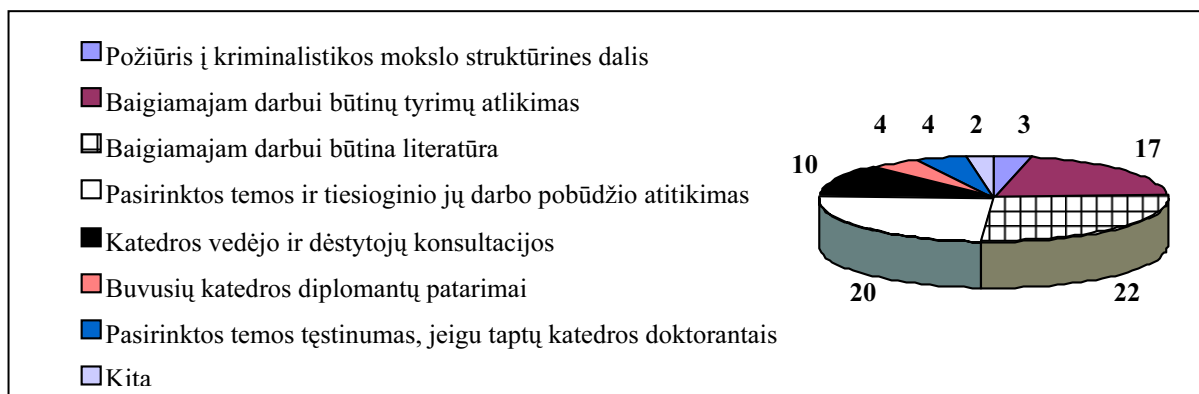 Požiūris į kriminalistikos mokslo struktūrines dalis
Baigiamajam darbui būtinų tyrimų atlikimas
Baigiamajam darbui būtina literatūra
Pasirinktos temos ir tiesioginio jų darbo pobūdžio atitikimas
Katedros vedėjo ir dėstytojų konsultacijos
Buvusių katedros diplomantų patarimai
Pasirinktos temos tęstinumas, jeigu taptų katedros doktorantais
Kita
4 4 2 3
10 17
20 22